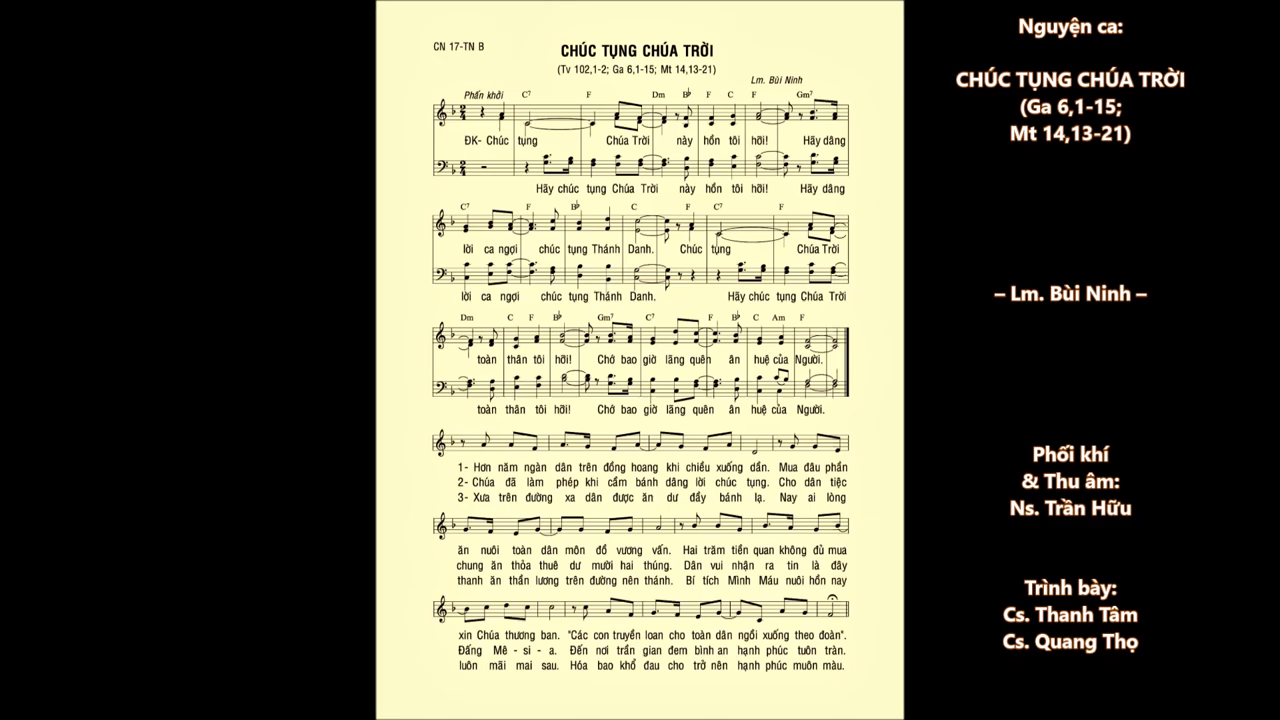 CN 17-TN B
CHÚC TỤNG CHÚA TRỜI
(Tv 102,1-2; Ga 6,1-15; Mt 14,13-21)
Lm. Bùi Ninh
Phấn khởi
C7 F Dm B♭ F C F Gm7
ĐK- Chúc tụng Chúa Trời này hồn tôi hỡi! Hãy dâng
Hãy chúc tụng Chúa Trời này hồn tôi hỡi! Hãy dâng
C7 F B♭ C F C7 F
lời ca ngợi chúc tụng Thánh Danh. Chúc tụng Chúa Trời
lời ca ngợi chúc tụng Thánh Danh. Hãy chúc tụng Chúa Trời
Dm C F B♭ Gm7 C7 F B♭ C Am F
toàn thân tôi hỡi! Chớ bao giờ lãng quên ân huệ của Người.
toàn thân tôi hỡi! Chớ bao giờ lãng quên ân huệ của Người.
1- Hơn năm ngàn dân trên đồng hoang khi chiều xuống dần. Mua đâu phần
2- Chúa đã làm phép khi cầm bánh dâng lời chúc tụng. Cho dân tiệc
3- Xưa trên đường xa dân được ăn dư đầy bánh lạ. Nay ai lòng
ăn nuôi toàn dân môn đồ vương vấn. Hai trăm tiền quan không đủ mua
chung ăn thỏa thuê dư mười hai thúng. Dân vui nhận ra tin là đây
thanh ăn thần lương trên đường nên thánh. Bí tích Mình Máu nuôi hồn nay
xin Chúa thương ban. "Các con truyền loan cho toàn dân ngồi xuống theo đoàn".
Đấng Mê - si - a. Đến nơi trần gian đem bình an hạnh phúc tuôn tràn.
luôn mãi mai sau. Hóa bao khổ đau cho trở nên hạnh phúc muôn màu.
Nguyện ca:
CHÚC TỤNG CHÚA TRỜI
(Ga 6,1-15;
Mt 14,13-21)
– Lm. Bùi Ninh –
Phối khí
& Thu âm:
Ns. Trần Hữu
Trình bày:
Cs. Thanh Tâm
Cs. Quang Thọ